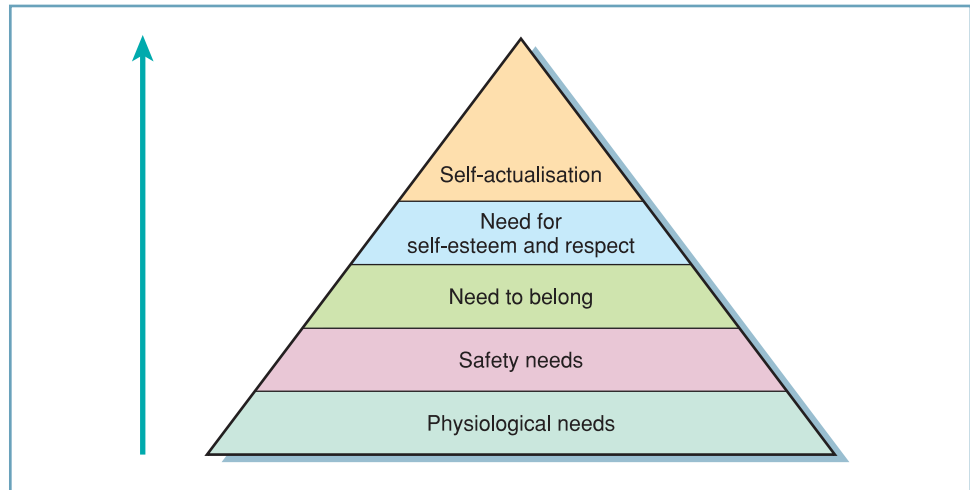 Self-actualisation
Need for
self-esteem and respect
Need to belong
Safety needs
Physiological needs